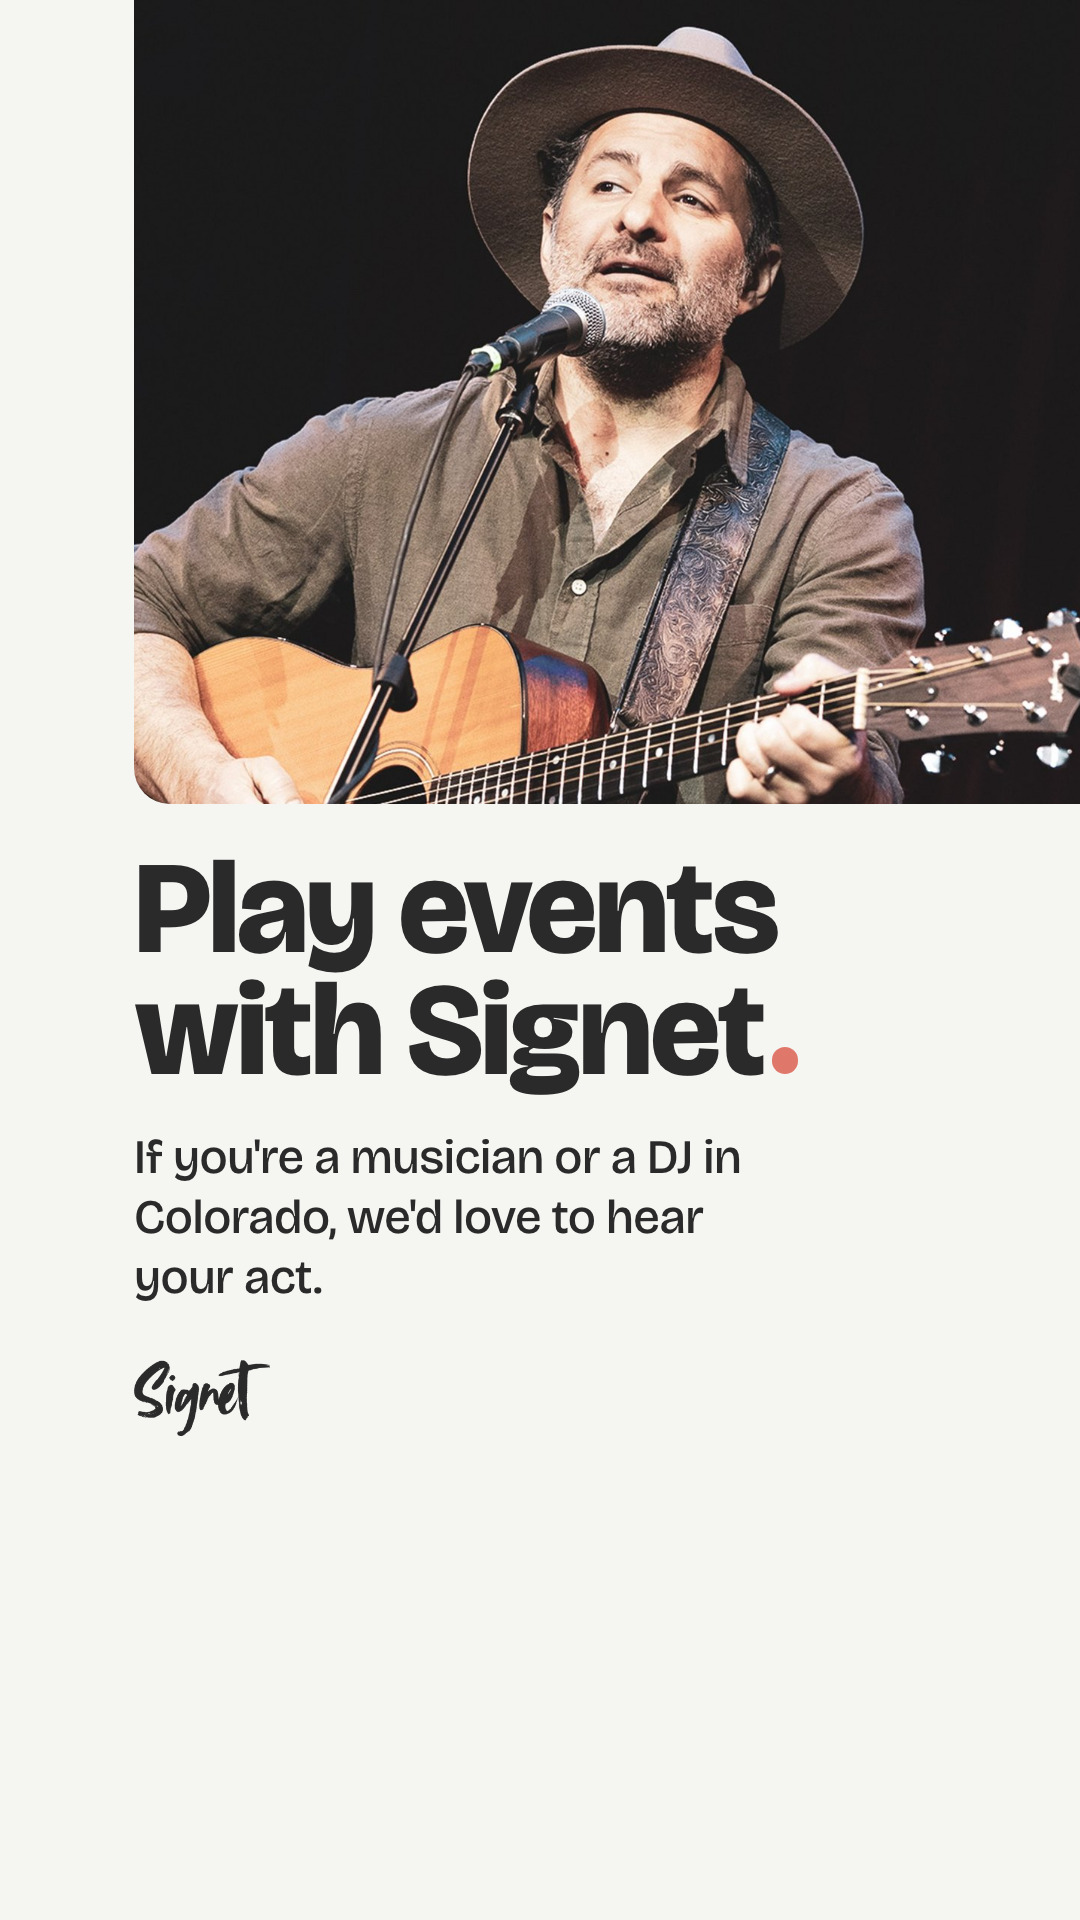 Play events
with Signet.
If you're a musician or a DJ in
Colorado, we'd love to hear
your act.
Signet